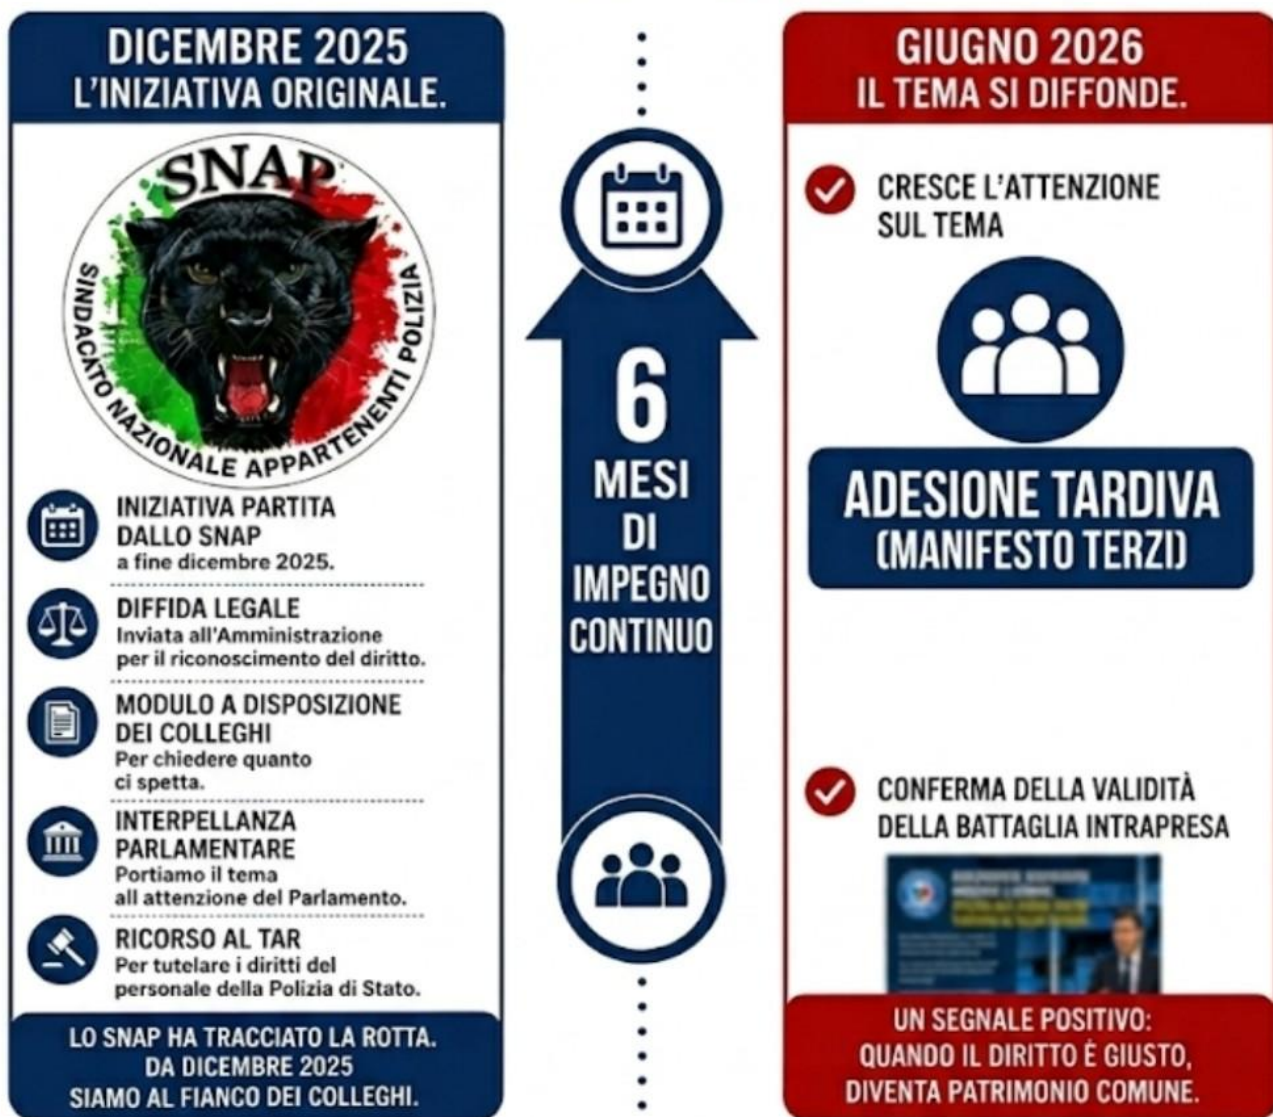 DICEMBRE 2025
L'INIZIATIVA ORIGINALE.
SNAP
SINDACATO NAZIONALE APPARTENENTI POLIZIA
INIZIATIVA PARTITA
DALLO SNAP
a fine dicembre 2025.
DIFFIDA LEGALE
Inviata all'Amministrazione
per il riconoscimento del diritto.
MODULO A DISPOSIZIONE
DEI COLLEGHI
Per chiedere quanto
ci spetta.
INTERPELLANZA
PARLAMENTARE
Portiamo il tema
all attenzione del Parlamento.
RICORSO AL TAR
Per tutelare i diritti del
personale della Polizia di Stato.
LO SNAP HA TRACCIATO LA ROTTA.
DA DICEMBRE 2025
SIAMO AL FIANCO DEI COLLEGHI.
6
MESI
DI
IMPEGNO
CONTINUO
GIUGNO 2026
IL TEMA SI DIFFONDE.
CRESCE L'ATTENZIONE
SUL TEMA
ADESIONE TARDIVA
(MANIFESTO TERZI)
CONFERMA DELLA VALIDITÀ
DELLA BATTAGLIA INTRAPRESA
UN SEGNALE POSITIVO:
QUANDO IL DIRITTO È GIUSTO,
DIVENTA PATRIMONIO COMUNE.